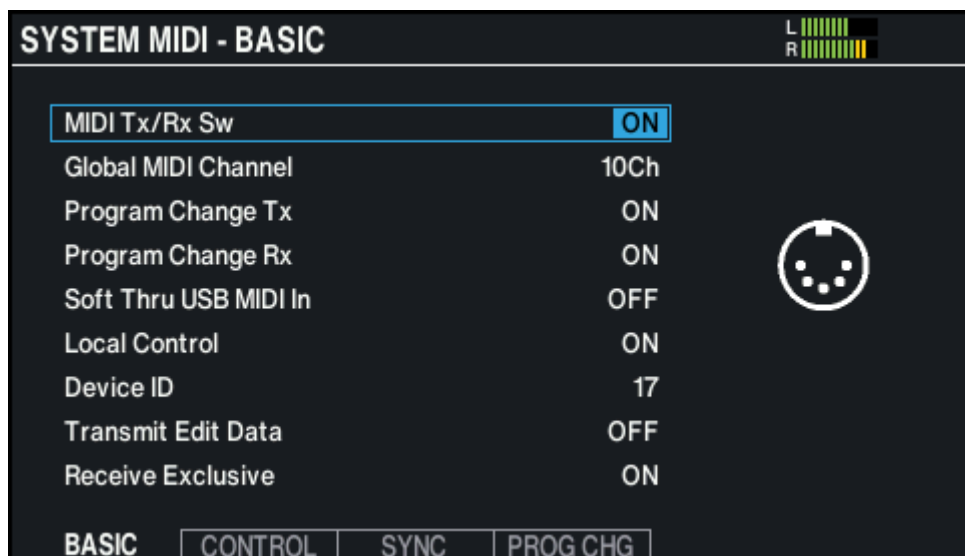 SYSTEM MIDI - BASIC
L
R
MIDI Tx/Rx Sw ON
Global MIDI Channel 10Ch
Program Change Tx ON
Program Change Rx ON
Soft Thru USB MIDI In OFF
Local Control ON
Device ID 17
Transmit Edit Data OFF
Receive Exclusive ON
BASIC CONTROL SYNC PROG CHG